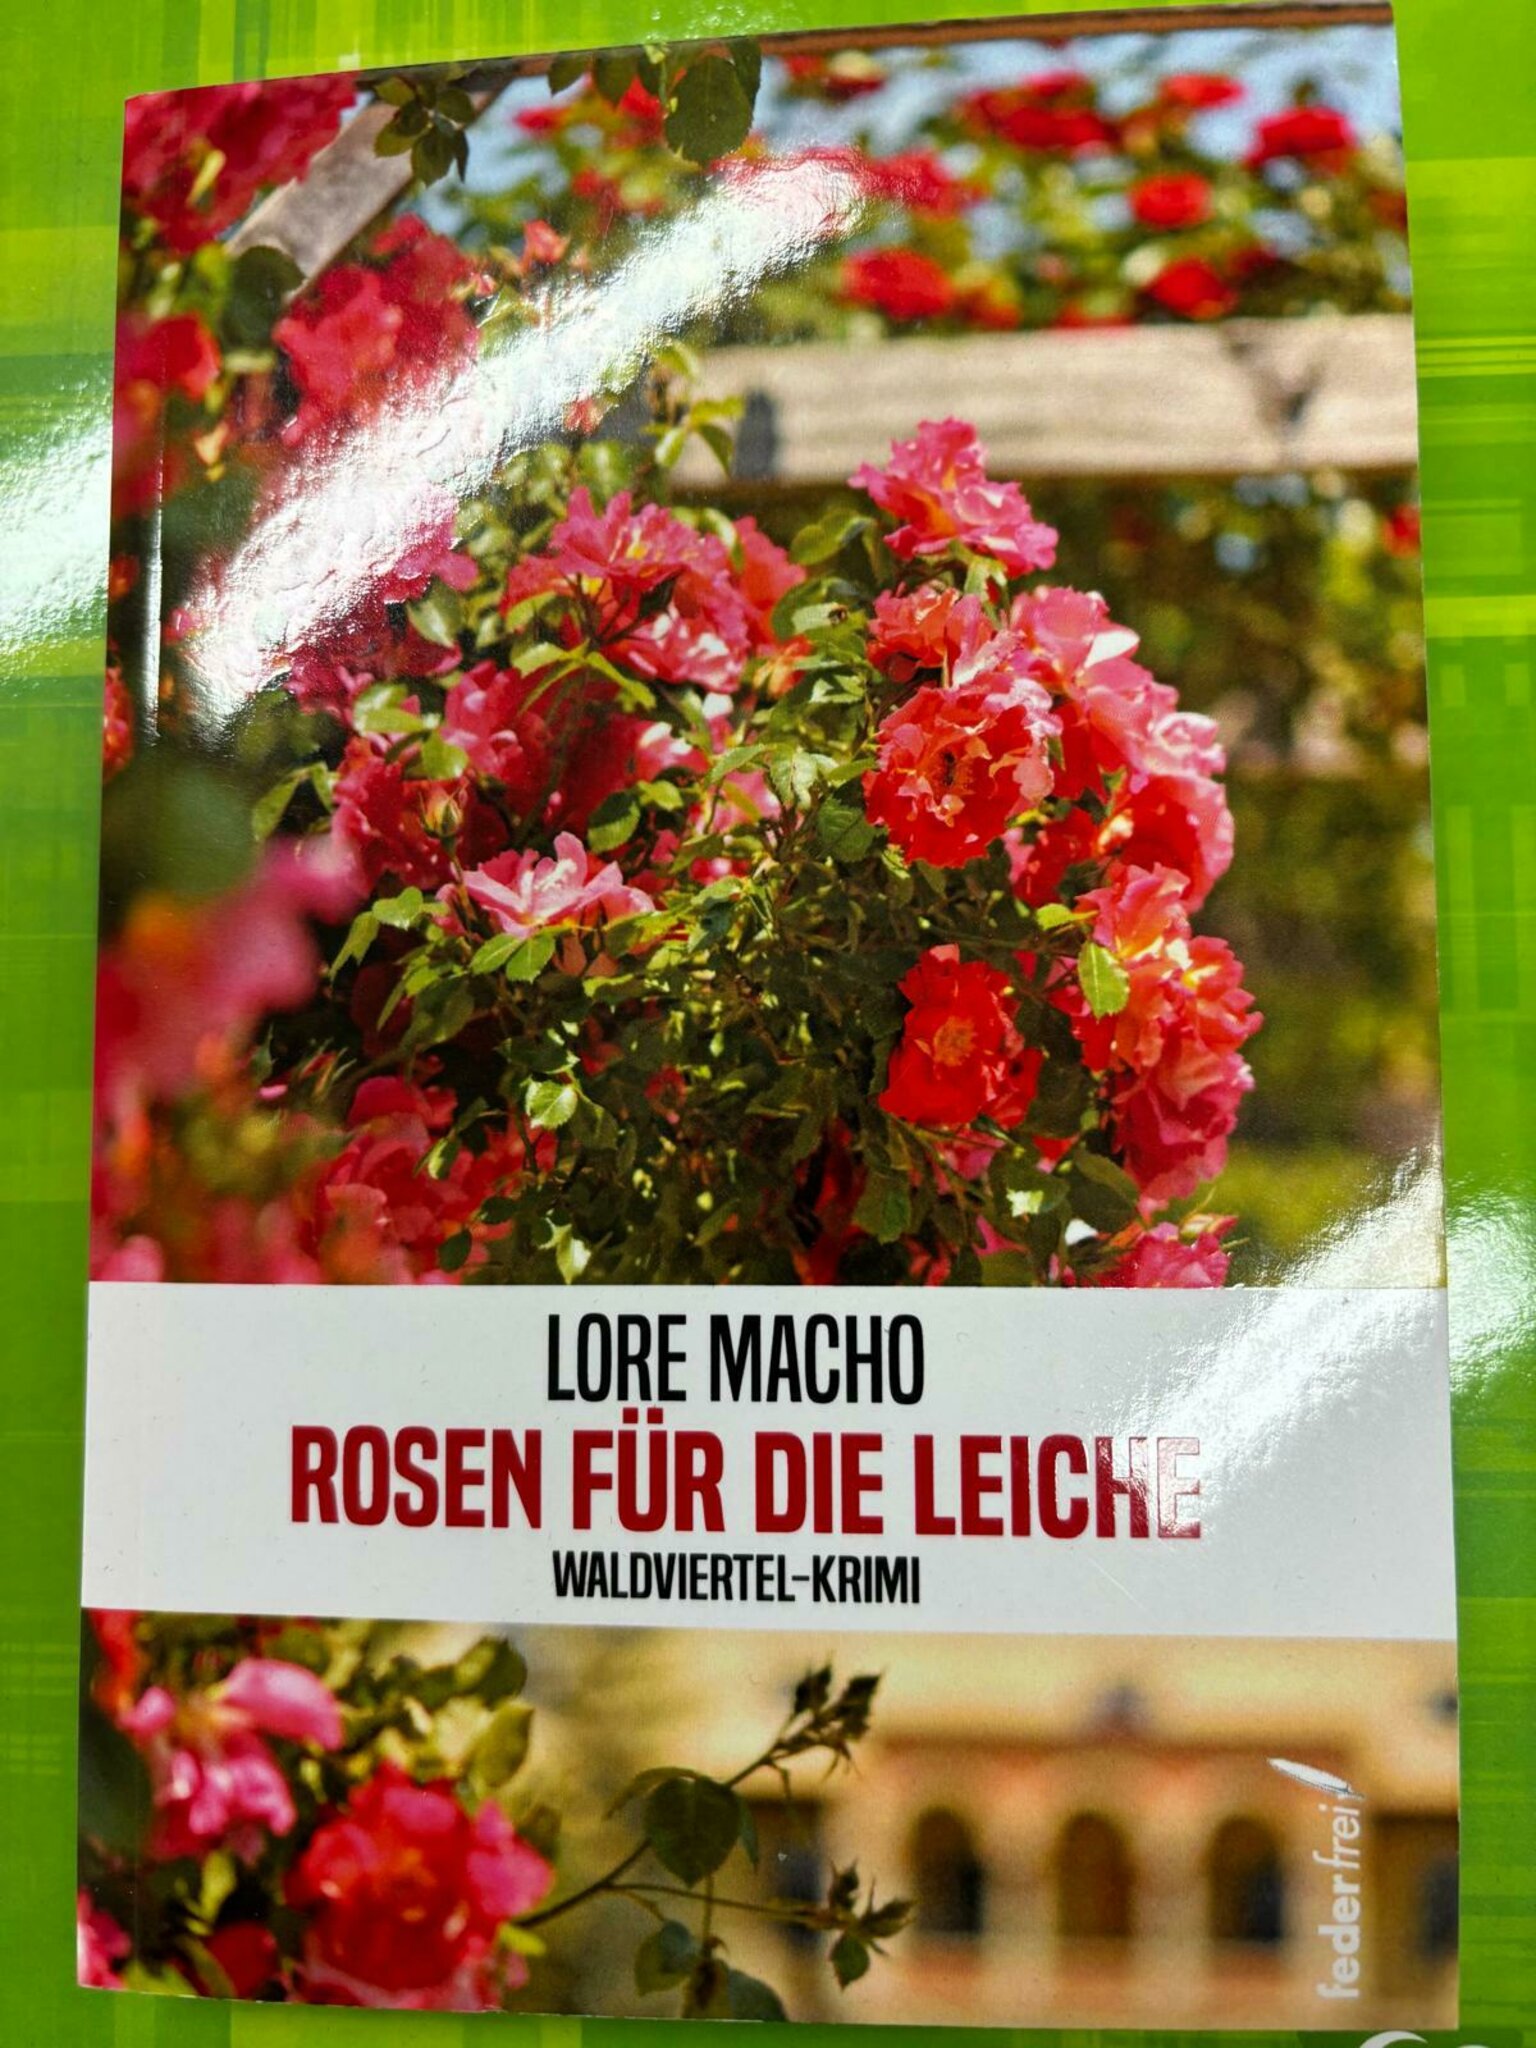 LORE MACHO
ROSEN FÜR DIE LEICHE
WALDVIERTEL-KRIMI
federfrei